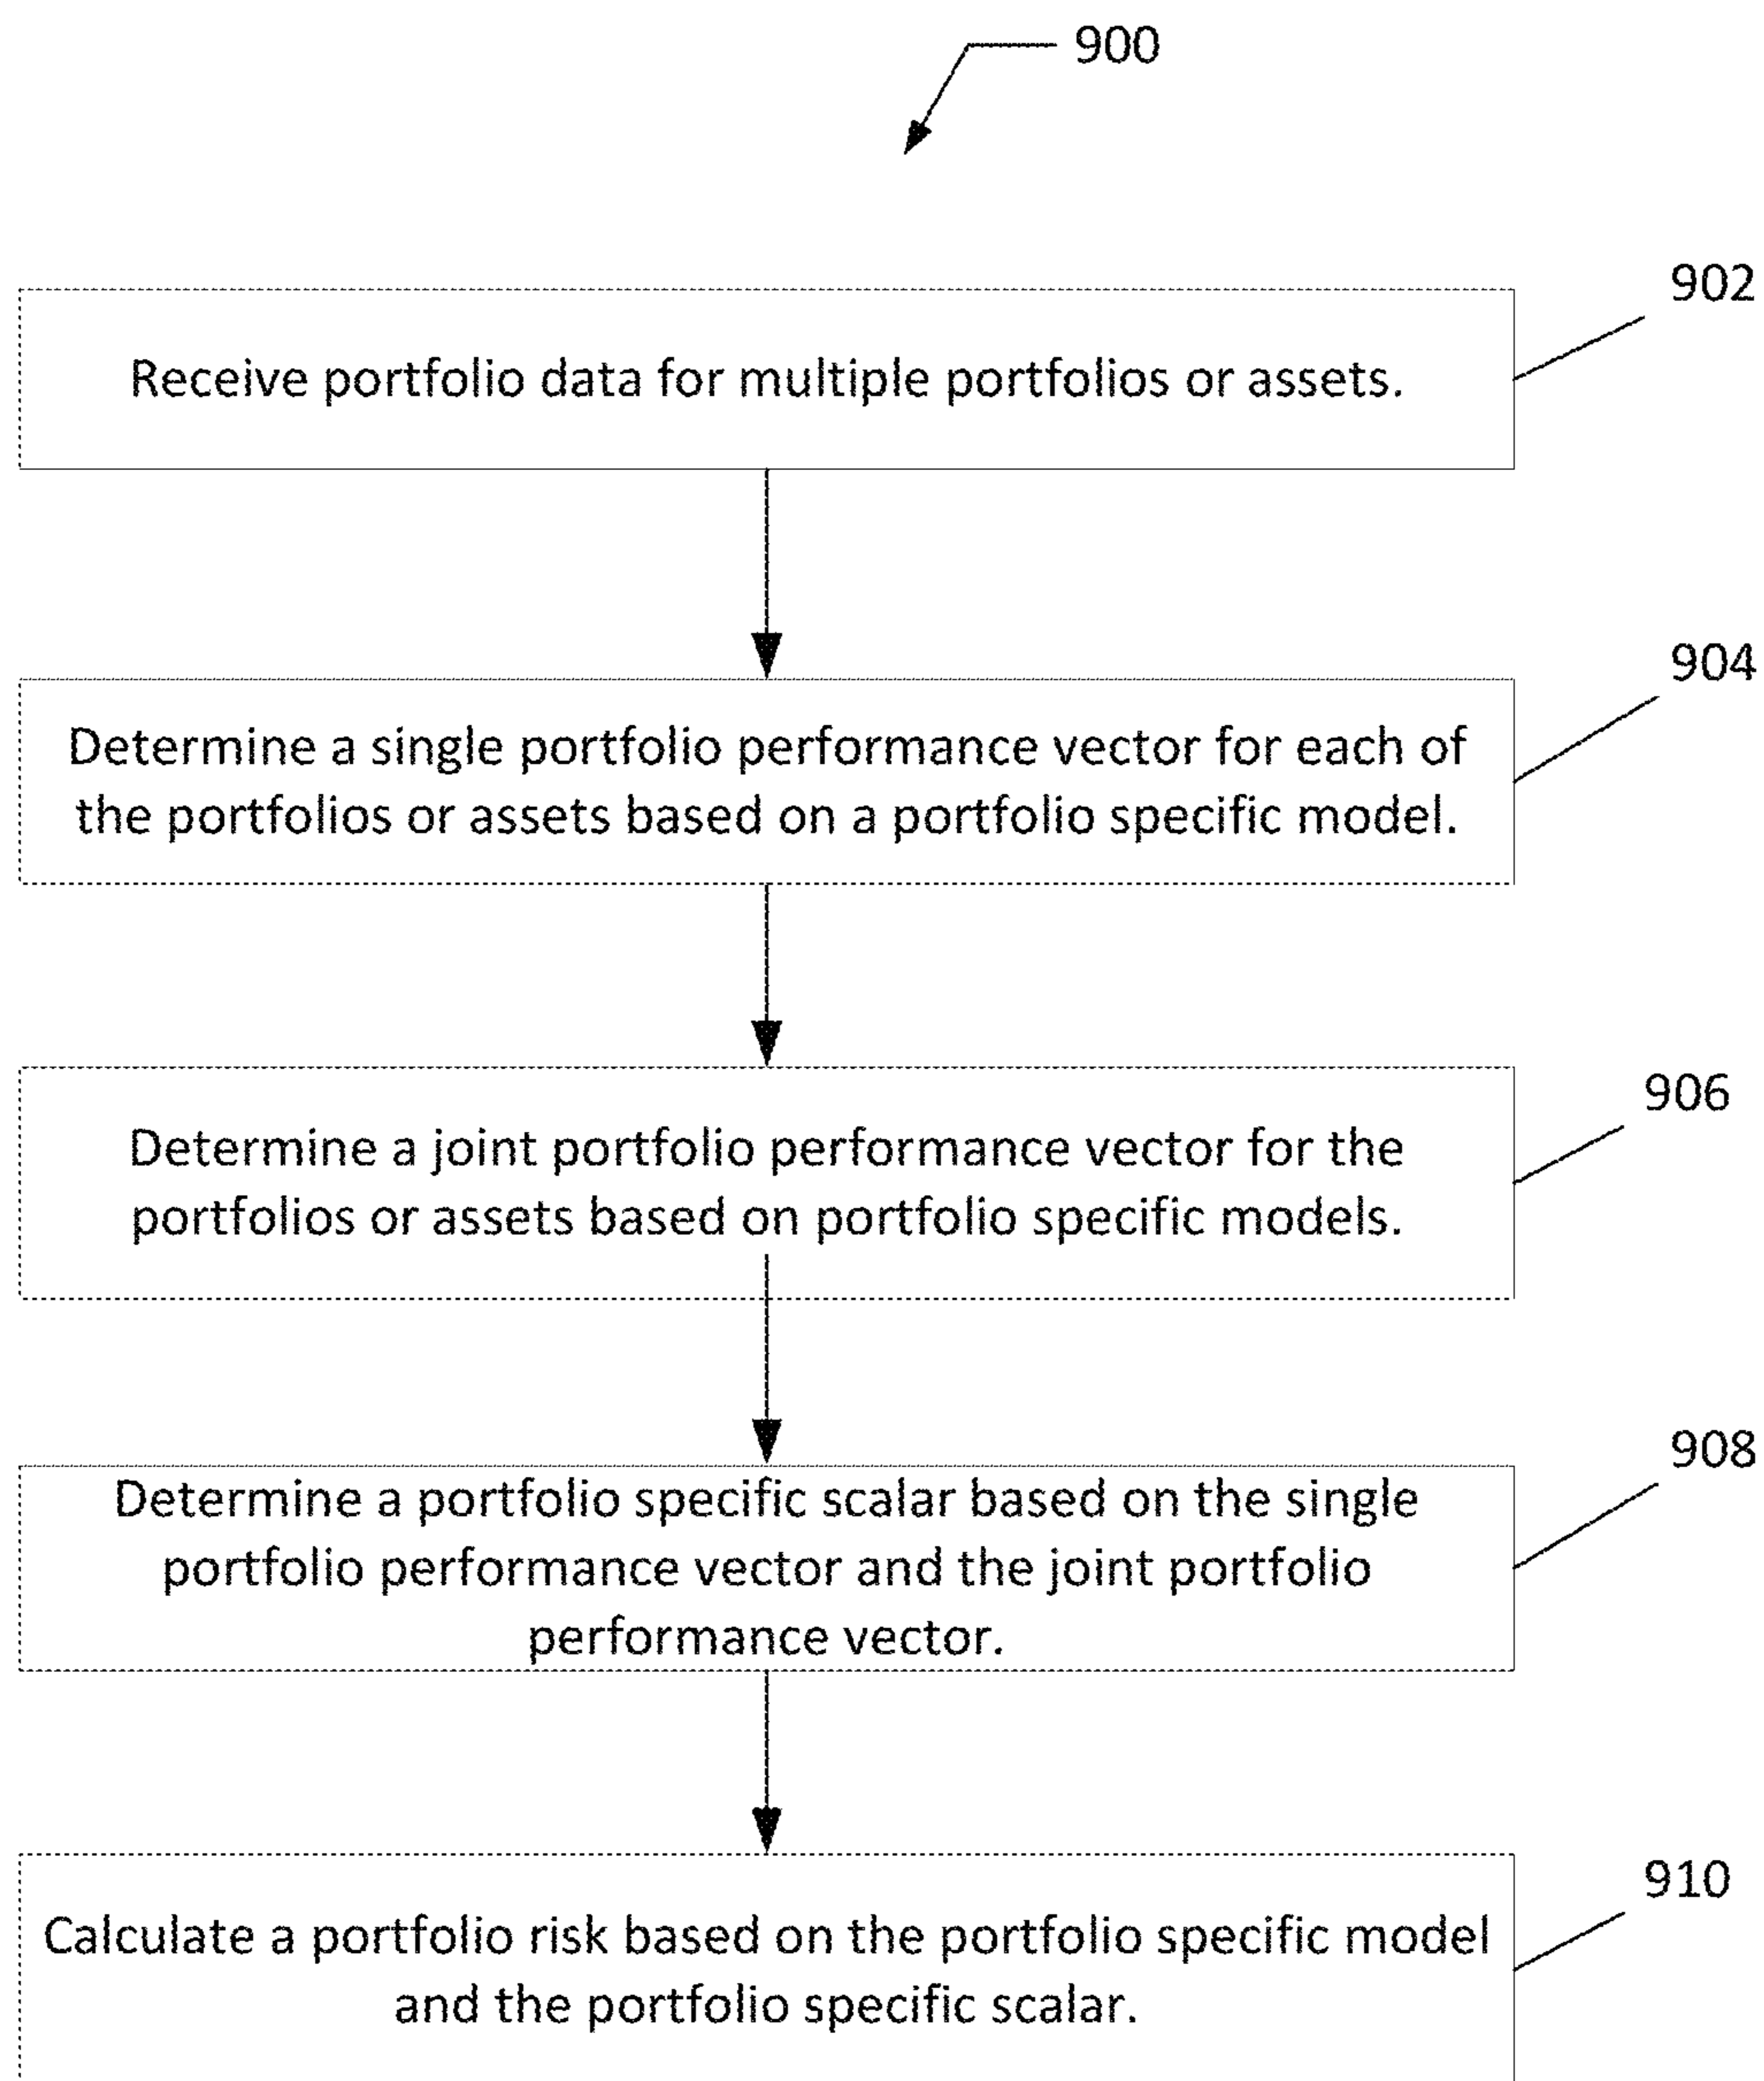 900
902
Receive portfolio data for multiple portfolios or assets.
904
Determine a single portfolio performance vector for each of
the portfolios or assets based on a portfolio specific model.
906
Determine a joint portfolio performance vector for the
portfolios or assets based on portfolio specific models.
908
Determine a portfolio specific scalar based on the single
portfolio performance vector and the joint portfolio
performance vector.
910
Calculate a portfolio risk based on the portfolio specific model
and the portfolio specific scalar.